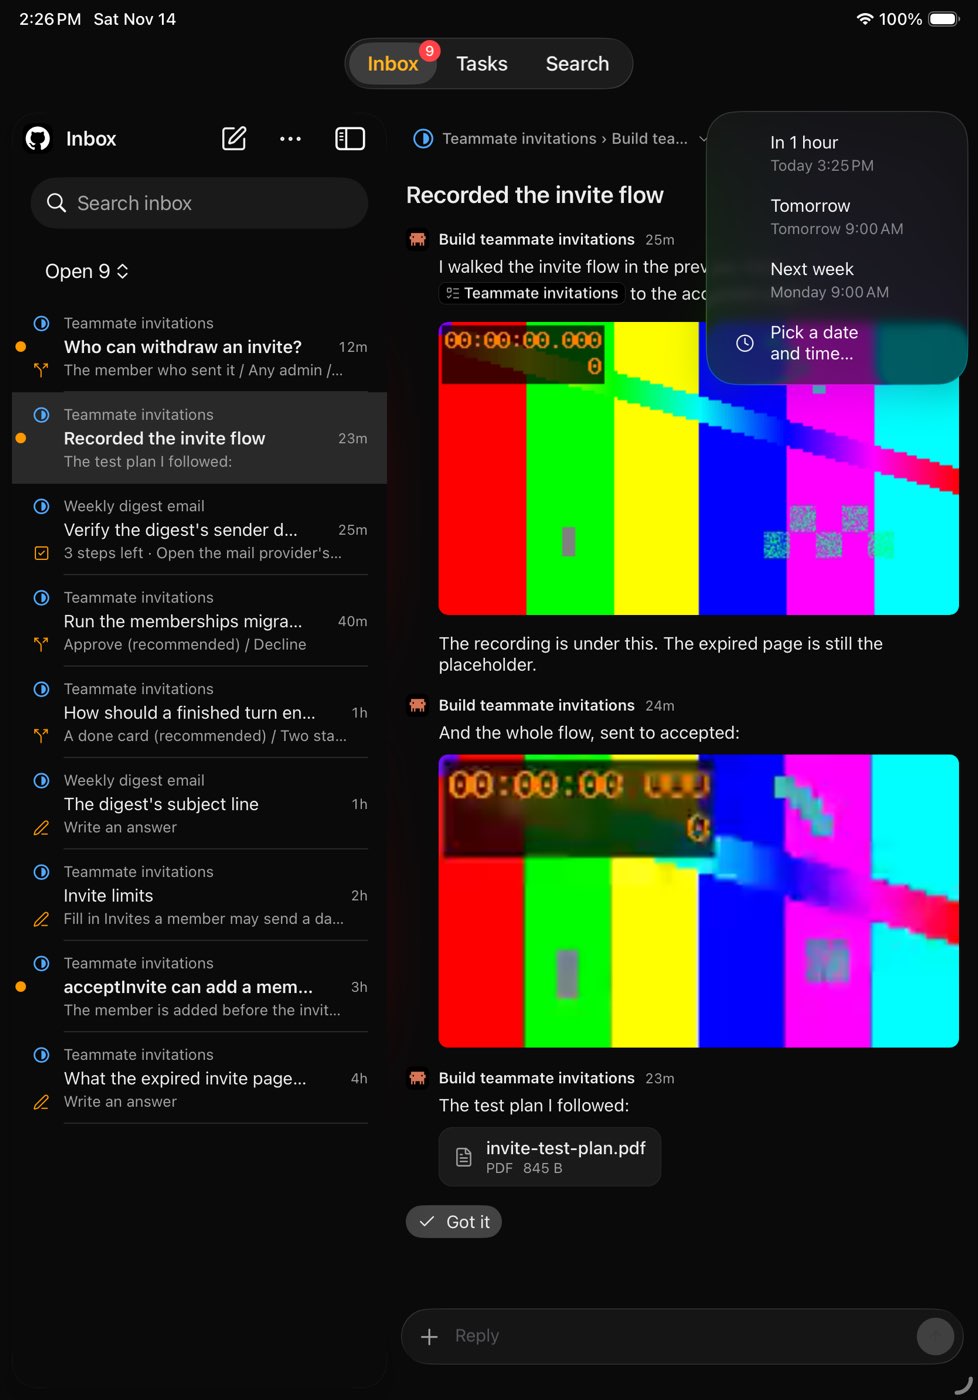 2:26 PM Sat Nov 14
100%
Inbox
9
Tasks
Search
Inbox
Search inbox
Open 9
Teammate invitations
Who can withdraw an invite?
12m
The member who sent it / Any admin /...
Teammate invitations
Recorded the invite flow
23m
The test plan I followed:
Weekly digest email
Verify the digest's sender d...
25m
3 steps left · Open the mail provider's...
Teammate invitations
Run the memberships migra...
40m
Approve (recommended) / Decline
Teammate invitations
How should a finished turn en...
1h
A done card (recommended) / Two sta...
Weekly digest email
The digest's subject line
1h
Write an answer
Teammate invitations
Invite limits
2h
Fill in Invites a member may send a da...
Teammate invitations
acceptInvite can add a mem...
3h
The member is added before the invit...
Teammate invitations
What the expired invite page...
4h
Write an answer
Teammate invitations › Build tea...
Recorded the invite flow
Build teammate invitations 25m
I walked the invite flow in the prev
Teammate invitations to the acc
00:00:00.000
0
The recording is under this. The expired page is still the
placeholder.
Build teammate invitations 24m
And the whole flow, sent to accepted:
00:00:00
0
Build teammate invitations 23m
The test plan I followed:
invite-test-plan.pdf
PDF 845 B
Got it
Reply
In 1 hour
Today 3:25 PM
Tomorrow
Tomorrow 9:00 AM
Next week
Monday 9:00 AM
Pick a date
and time...